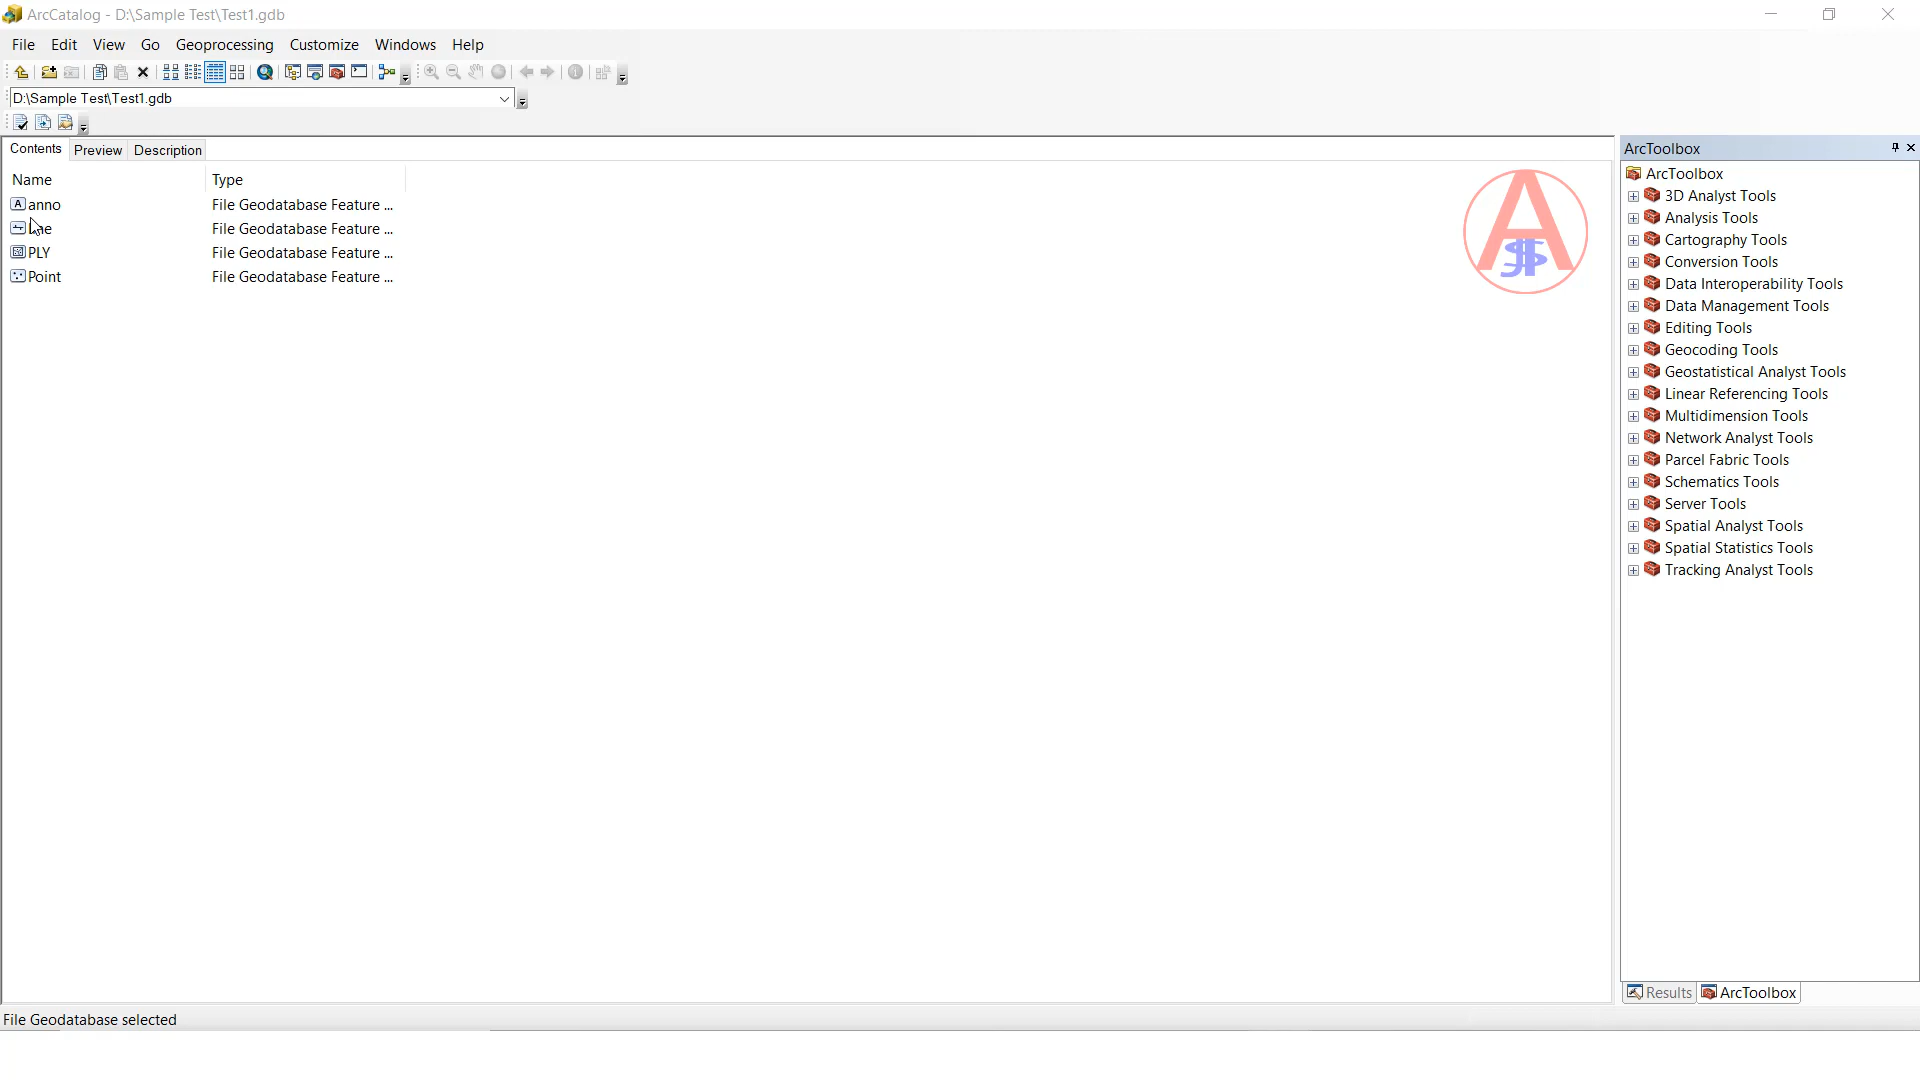 ArcCatalog - D:\Sample Test\Test1.gdb
File Edit View Go Geoprocessing Customize Windows Help
D:\Sample Test\Test1.gdb
Contents Preview Description
Name Type
anno File Geodatabase Feature ...
File Geodatabase Feature ...
PLY File Geodatabase Feature ...
Point File Geodatabase Feature ...
ArcToolbox
ArcToolbox
3D Analyst Tools
Analysis Tools
Cartography Tools
Conversion Tools
Data Interoperability Tools
Data Management Tools
Editing Tools
Geocoding Tools
Geostatistical Analyst Tools
Linear Referencing Tools
Multidimension Tools
Network Analyst Tools
Parcel Fabric Tools
Schematics Tools
Server Tools
Spatial Analyst Tools
Spatial Statistics Tools
Tracking Analyst Tools
Results ArcToolbox
File Geodatabase selected